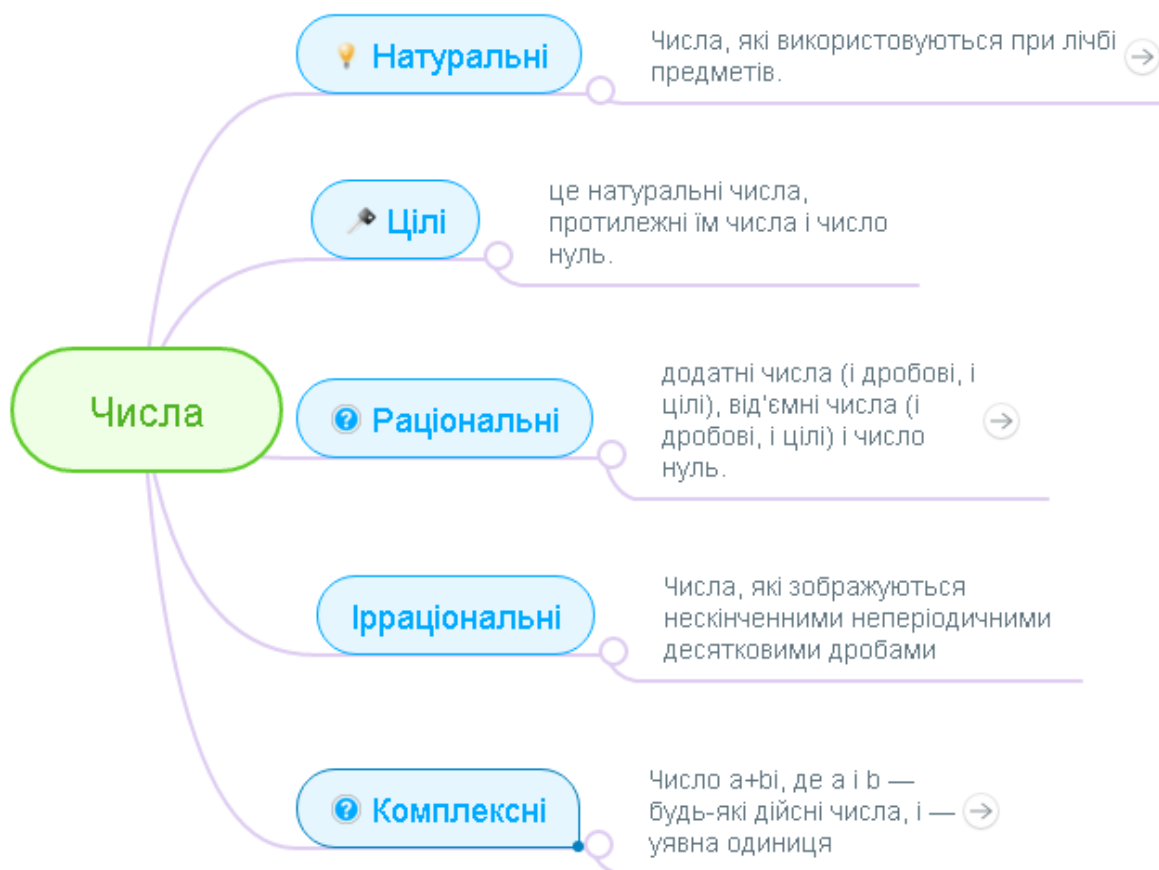 Натуральні
Числа, які використовуються при лічбі
предметів.
Цілі
це натуральні числа,
протилежні їм числа і число
нуль.
Числа
Раціональні
додатні числа (і дробові, і
цілі), від'ємні числа (і
дробові, і цілі) і число
нуль.
Ірраціональні
Числа, які зображуються
нескінченними неперіодичними
десятковими дробами
Комплексні
Число a+bi, де a i b —
будь-які дійсні числа, і —
уявна одиниця